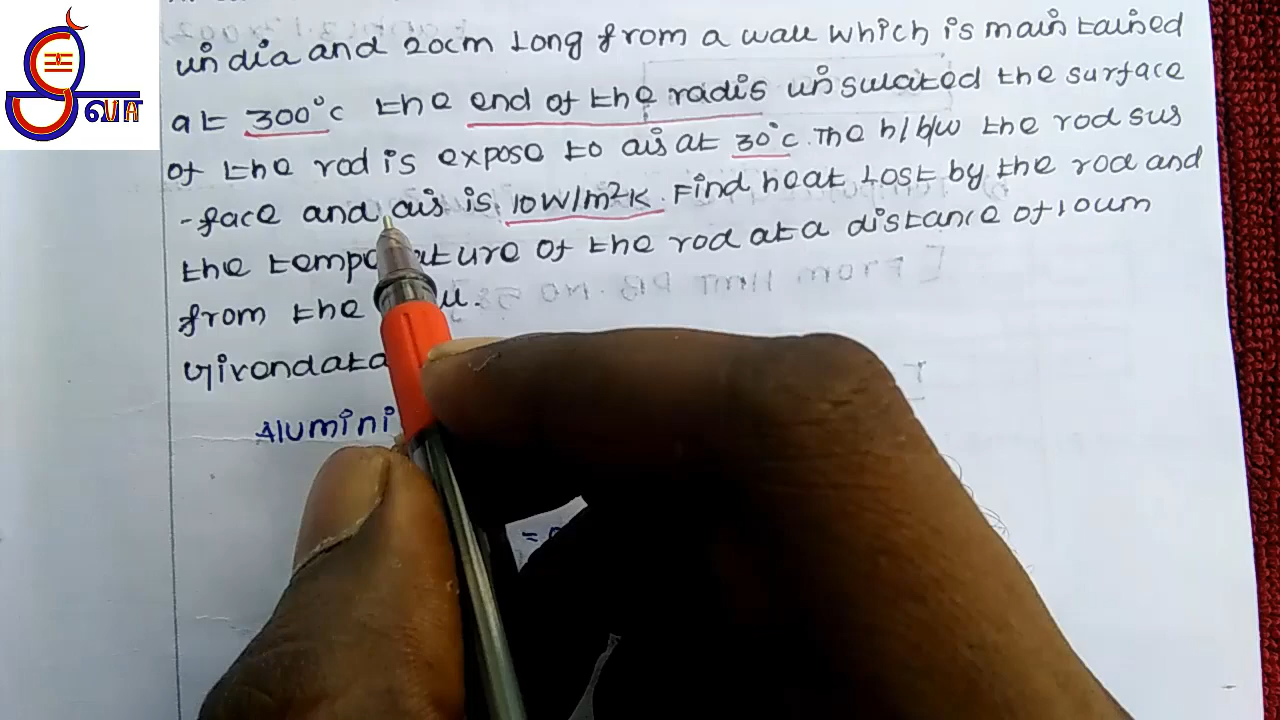 வா
in dia and 20cm long from a wall which is maintained
at 300°c the end of the rod is insulated the surface
of the rod is expose to air at 30°c. The h/b/w the rod sur
-face and air is 10W/m²K. Find heat lost by the rod and
the temperature of the rod at a distance of 10cm
from the
Givendata
Alumini